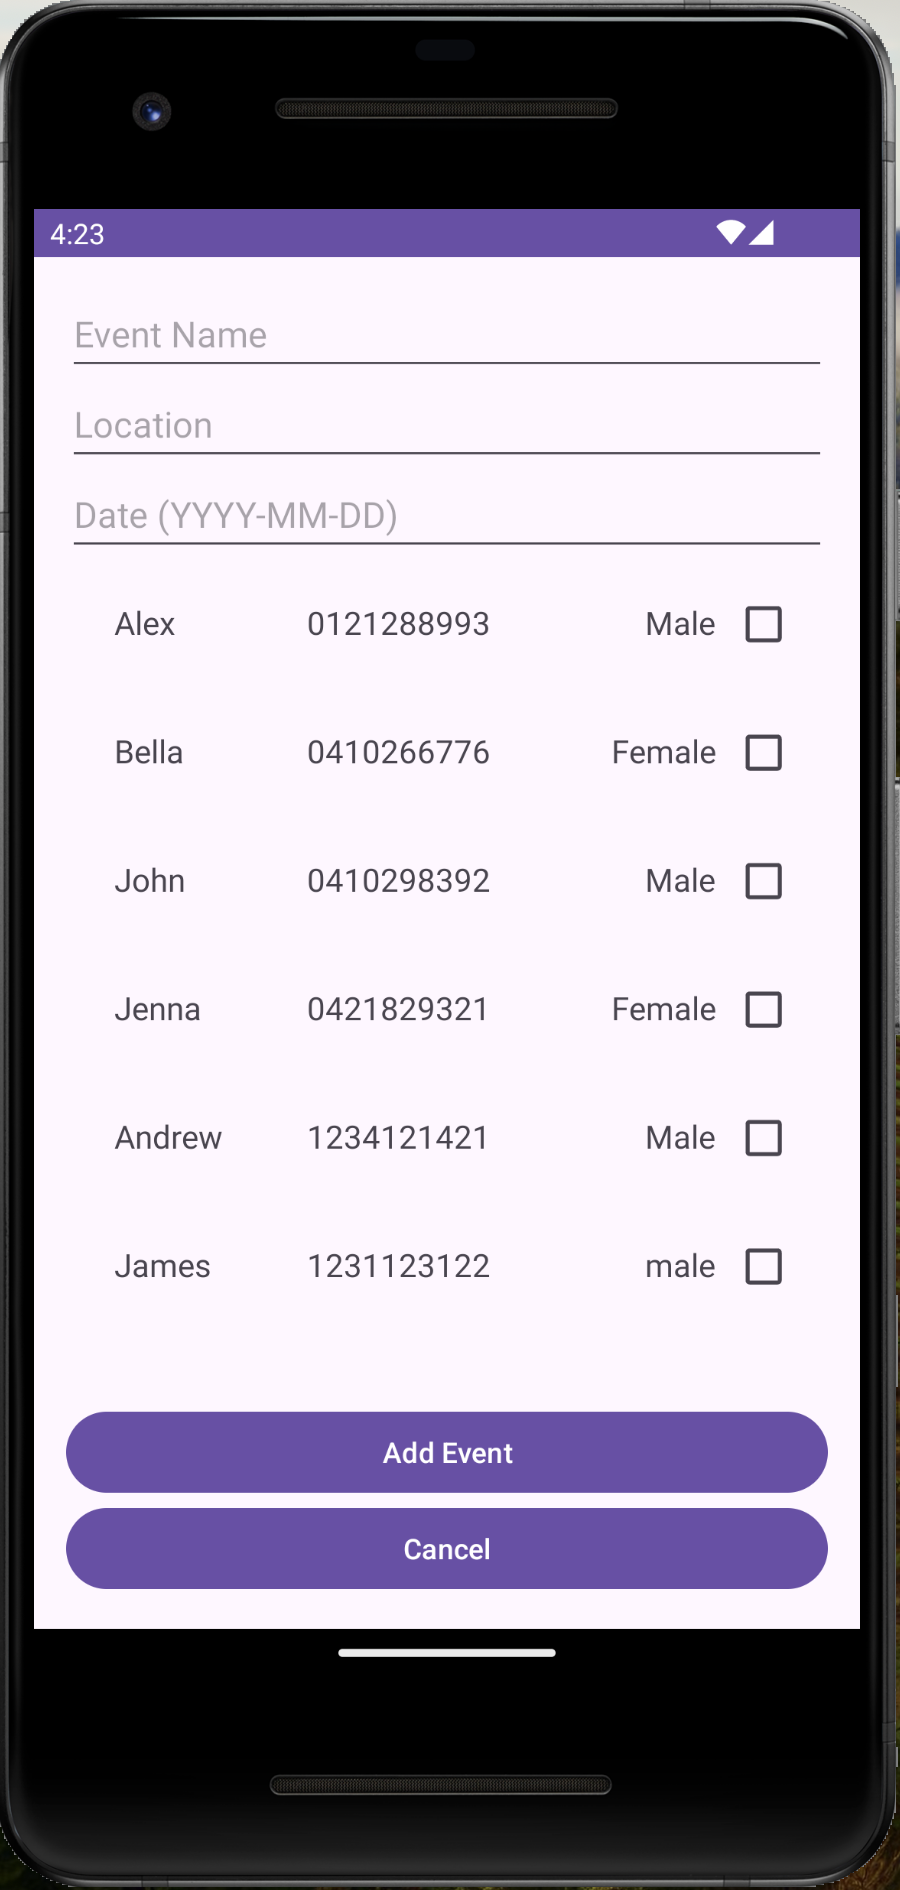 4:23
Event Name
Location
Date (YYYY-MM-DD)
Alex 0121288993 Male
Bella 0410266776 Female
John 0410298392 Male
Jenna 0421829321 Female
Andrew 1234121421 Male
James 1231123122 male
Add Event
Cancel